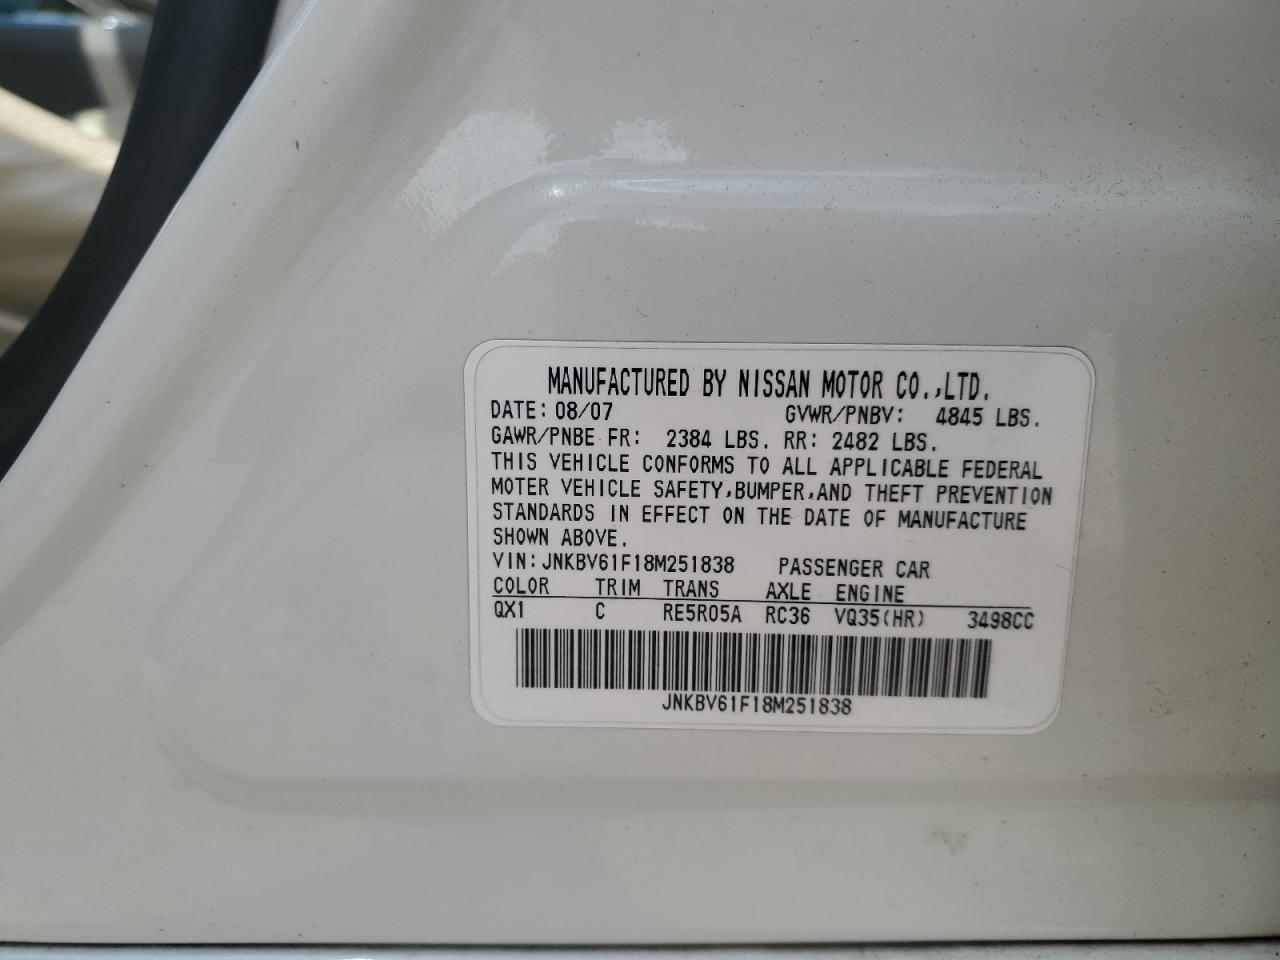 MANUFACTURED BY NISSAN MOTOR CO.,LTD.
DATE: 08/07 GVWR/PNBV: 4845 LBS.
GAWR/PNBE FR: 2384 LBS. RR: 2482 LBS.
THIS VEHICLE CONFORMS TO ALL APPLICABLE FEDERAL
MOTER VEHICLE SAFETY,BUMPER,AND THEFT PREVENTION
STANDARDS IN EFFECT ON THE DATE OF MANUFACTURE
SHOWN ABOVE.
VIN: JNKBV61F18M251838 PASSENGER CAR
COLOR TRIM TRANS AXLE ENGINE
QX1 C RE5R05A RC36 VQ35(HR) 3498CC
JNKBV61F18M251838